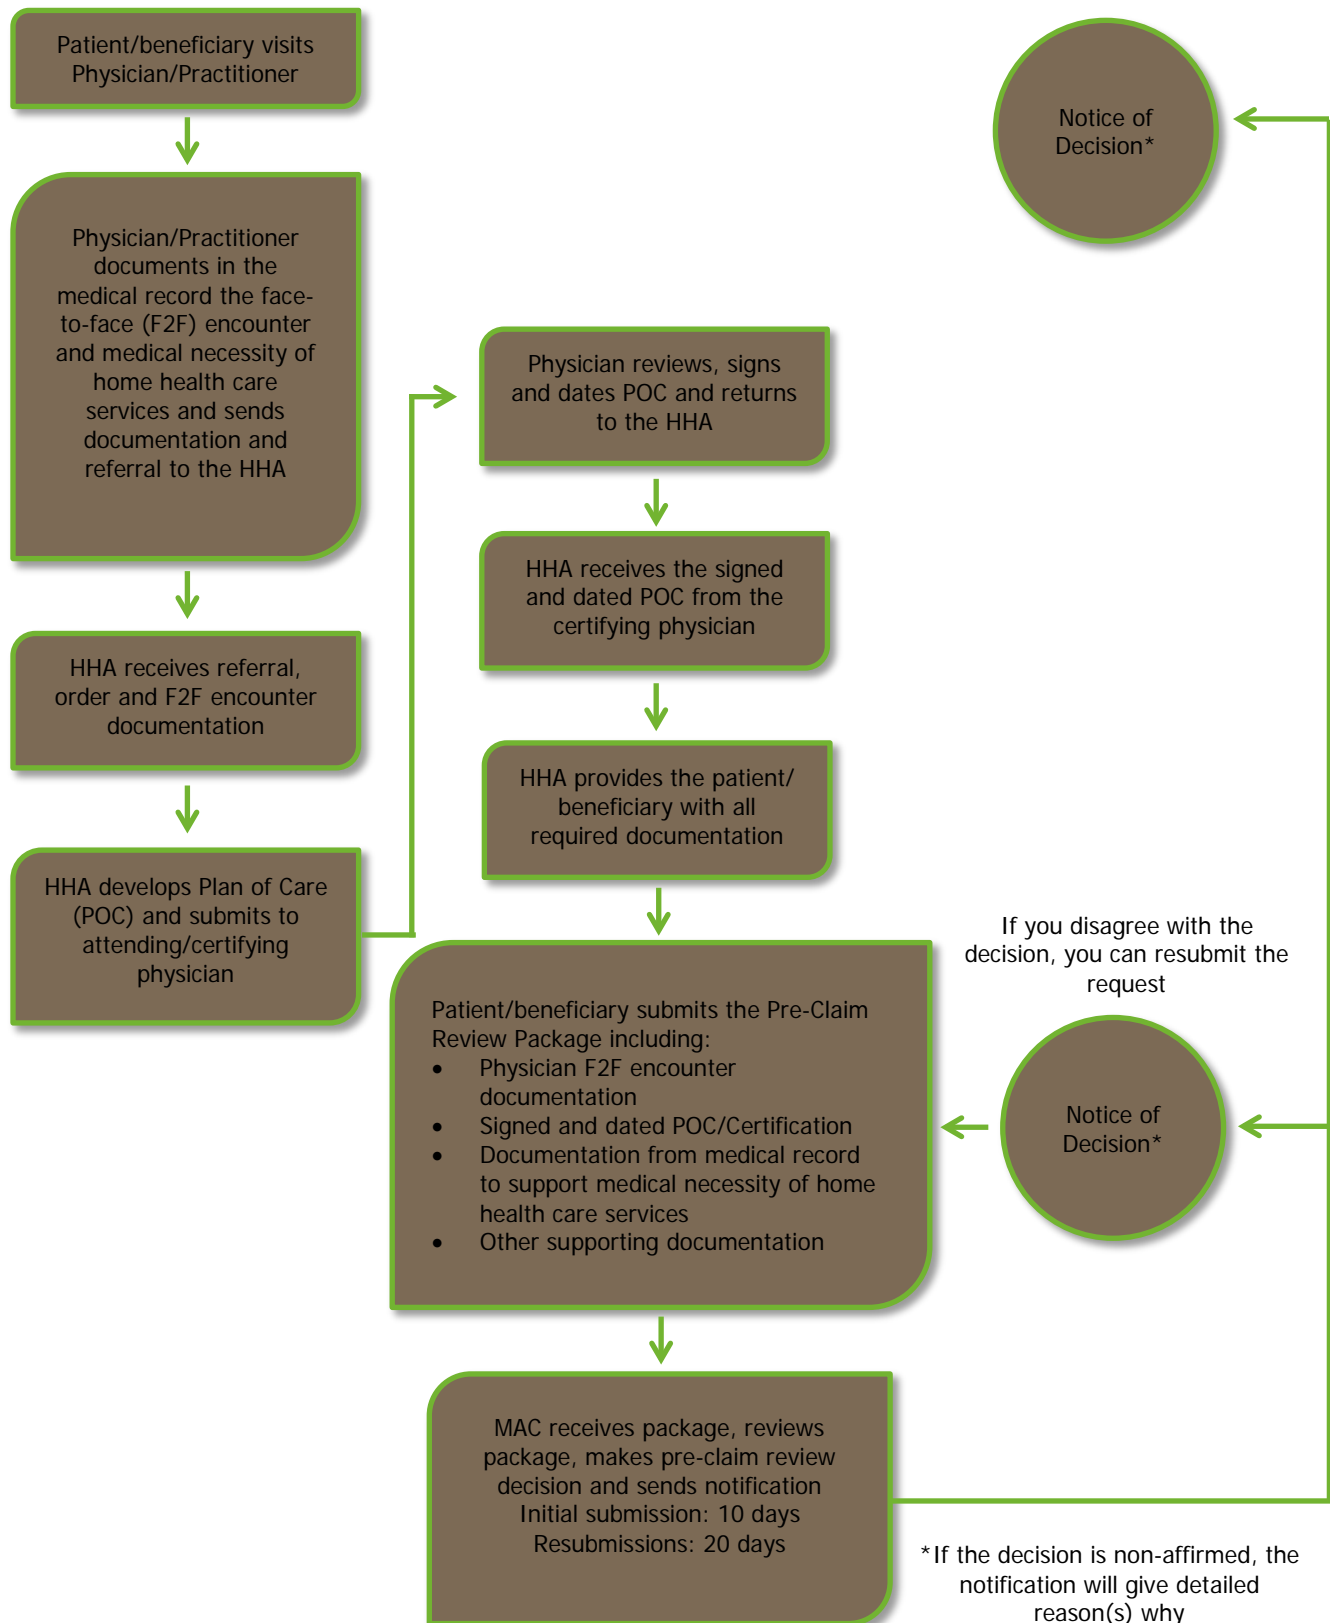 Patient/beneficiary visits
Physician/Practitioner
Physician/Practitioner
documents in the
medical record the face-
to-face (F2F) encounter
and medical necessity of
home health care
services and sends
documentation and
referral to the HHA
HHA receives referral,
order and F2F encounter
documentation
HHA develops Plan of Care
(POC) and submits to
attending/certifying
physician
Physician reviews, signs
and dates POC and returns
to the HHA
HHA receives the signed
and dated POC from the
certifying physician
HHA provides the patient/
beneficiary with all
required documentation
Patient/beneficiary submits the Pre-Claim
Review Package including:
• Physician F2F encounter
documentation
• Signed and dated POC/Certification
• Documentation from medical record
to support medical necessity of home
health care services
• Other supporting documentation
MAC receives package, reviews
package, makes pre-claim review
decision and sends notification
Initial submission: 10 days
Resubmissions: 20 days
Notice of
Decision*
If you disagree with the
decision, you can resubmit the
request
Notice of
Decision*
*If the decision is non-affirmed, the
notification will give detailed
reason(s) why